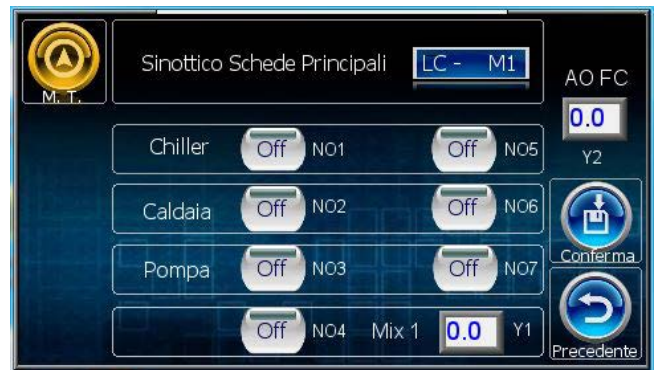 M. T.
Sinottico Schede Principali LC - M1
AO FC
0.0
Y2
Chiller Off NO1 Off NO5
Caldaia Off NO2 Off NO6
Conferma
Pompa Off NO3 Off NO7
Off NO4 Mix 1 0.0 Y1
Precedente